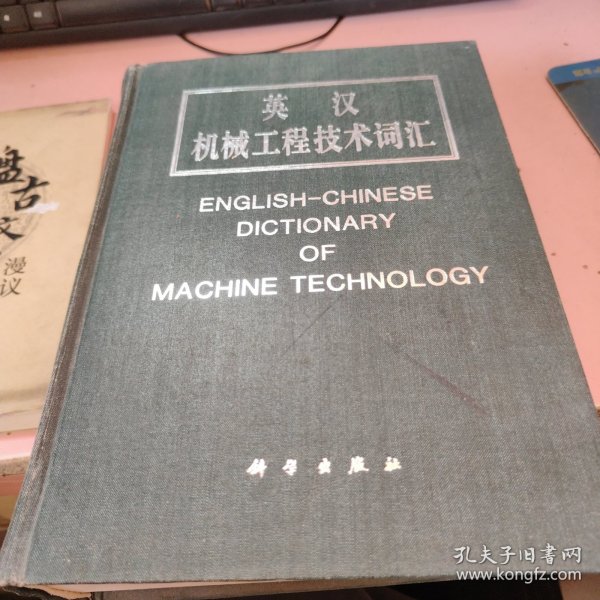 英 汉
机械工程技术词汇
ENGLISH-CHINESE
DICTIONARY
OF
MACHINE TECHNOLOGY
科学出版社
盘
古
文
漫
议
孔夫子旧书网
www.kongfz.com